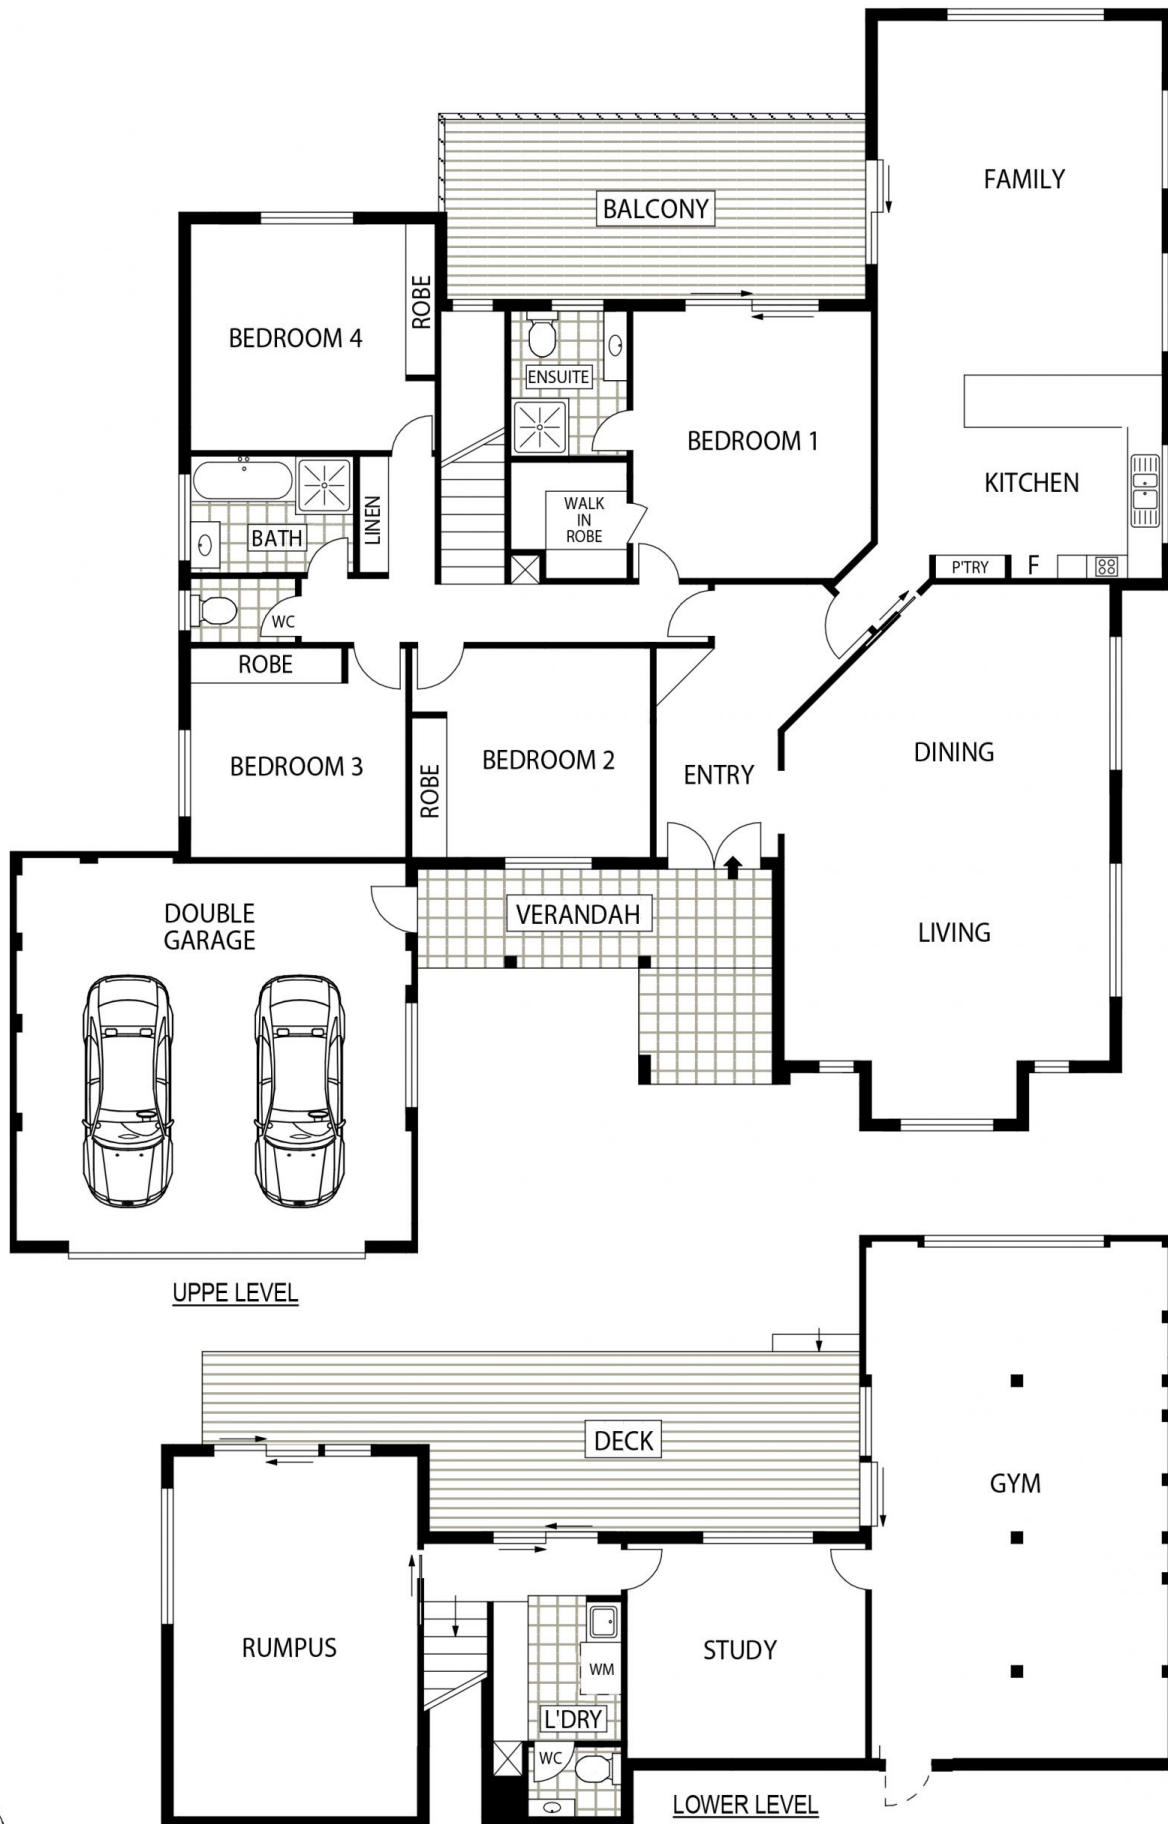 FAMILY
BALCONY
ROBE
BEDROOM 4
ENSUITE
BEDROOM 1
KITCHEN
WALK
IN
ROBE
LINEN
BATH
P'TRY
F
WC
ROBE
BEDROOM 3
ROBE
BEDROOM 2
ENTRY
DINING
DOUBLE
GARAGE
VERANDAH
LIVING
UPPE LEVEL
DECK
GYM
RUMPUS
STUDY
WM
L'DRY
WC
LOWER LEVEL